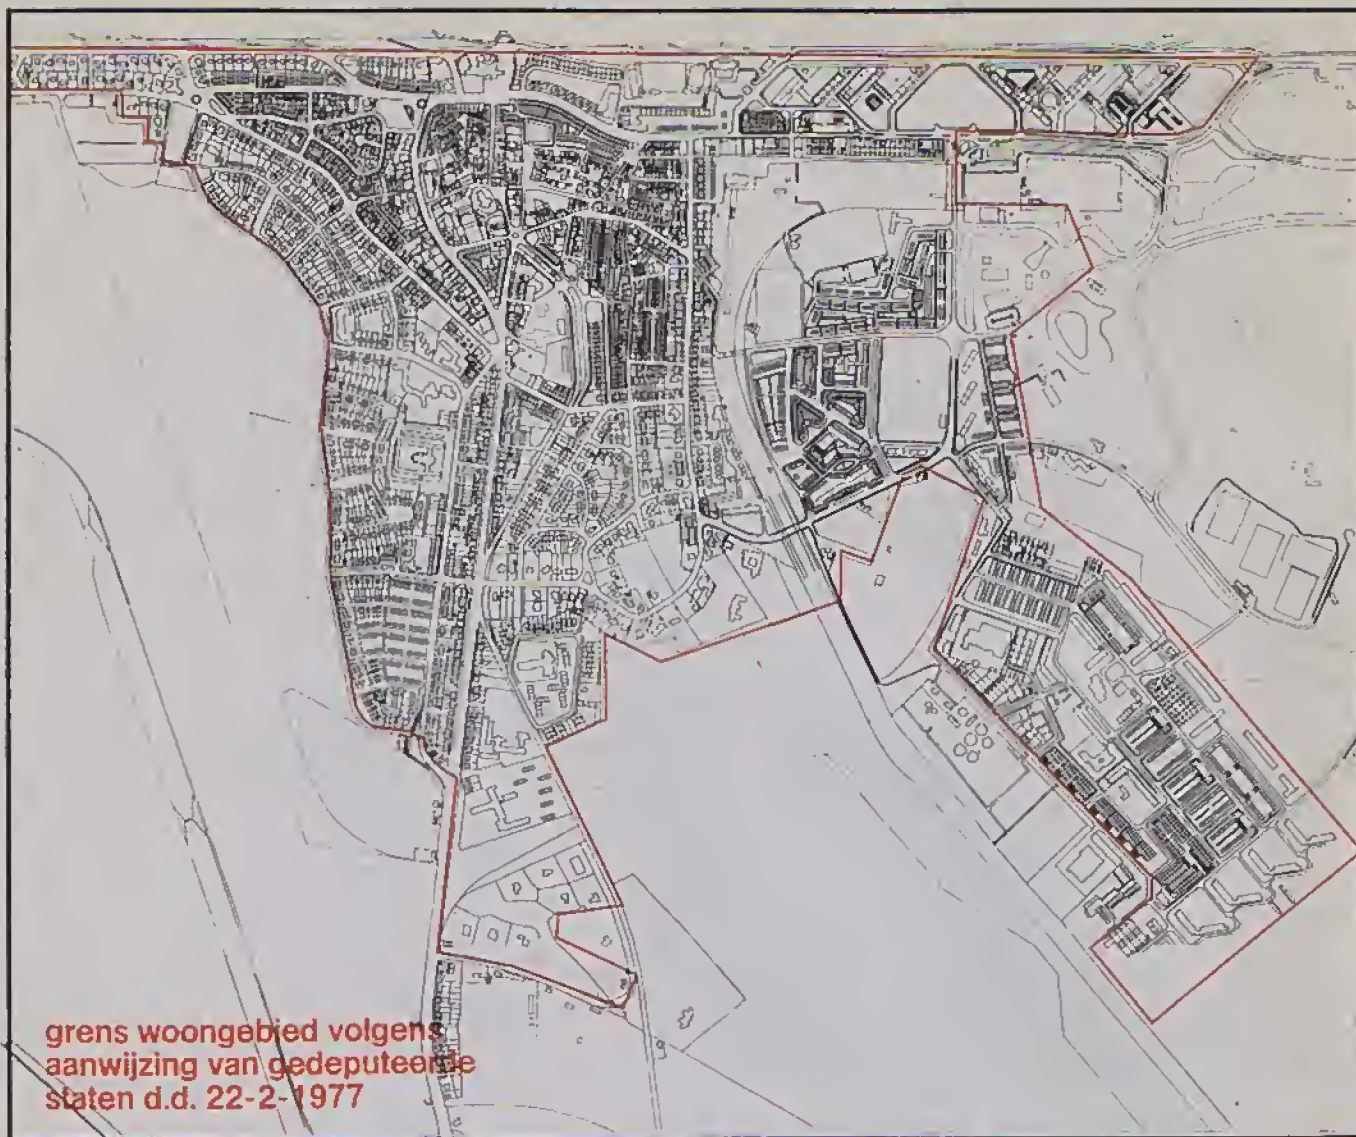 grens woongebied volgens
aanwijzing van gedeputeerde
staten d.d. 22-2-1977